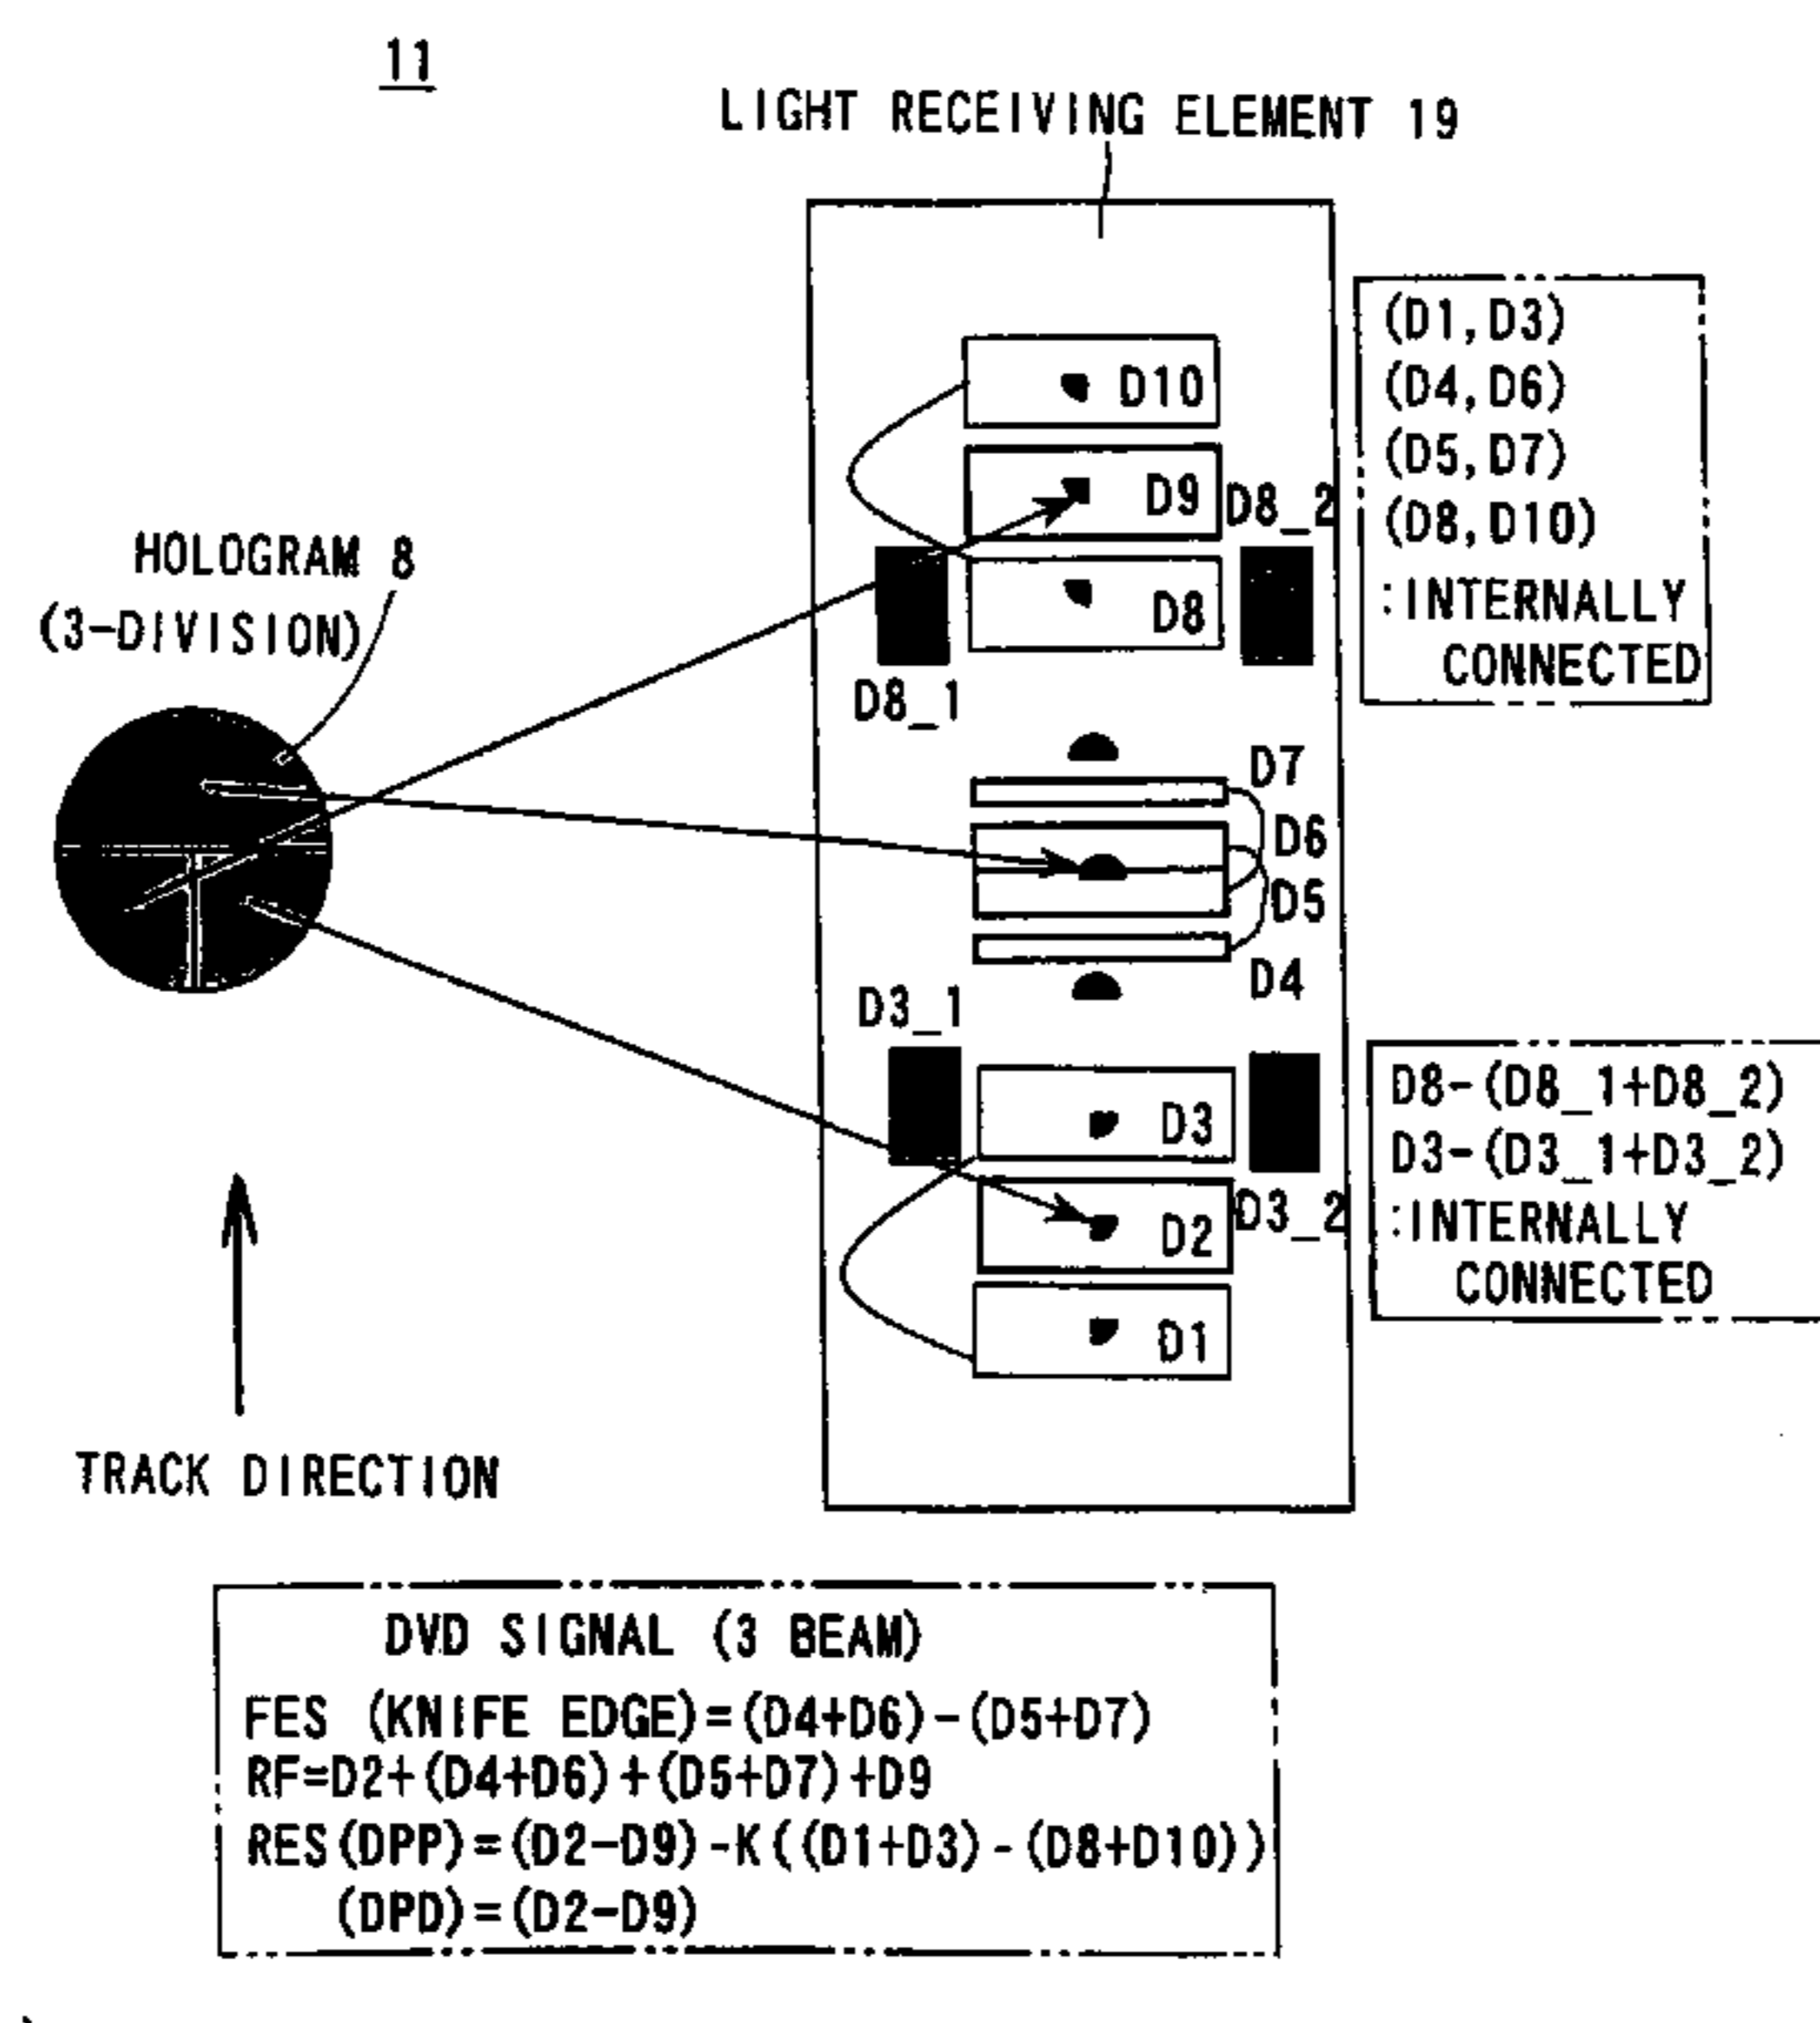 11
LIGHT RECEIVING ELEMENT 19
(D1,D3)
(D4,D6)
(D5,D7)
(D8,D10)
:INTERNALLY
CONNECTED
D10
D9
D8_2
HOLOGRAM 8
(3-DIVISION)
D8
D8_1
D7
D6
D5
D4
D3_1
D3
D2
D3_2
D1
D8-(D8_1+D8_2)
D3-(D3_1+D3_2)
:INTERNALLY
CONNECTED
TRACK DIRECTION
DVD SIGNAL (3 BEAM)
FES (KNIFE EDGE)=(D4+D6)-(D5+D7)
RF=D2+(D4+D6)+(D5+D7)+D9
RES(DPP)=(D2-D9)-K((D1+D3)-(D8+D10))
(DPD)=(D2-D9)